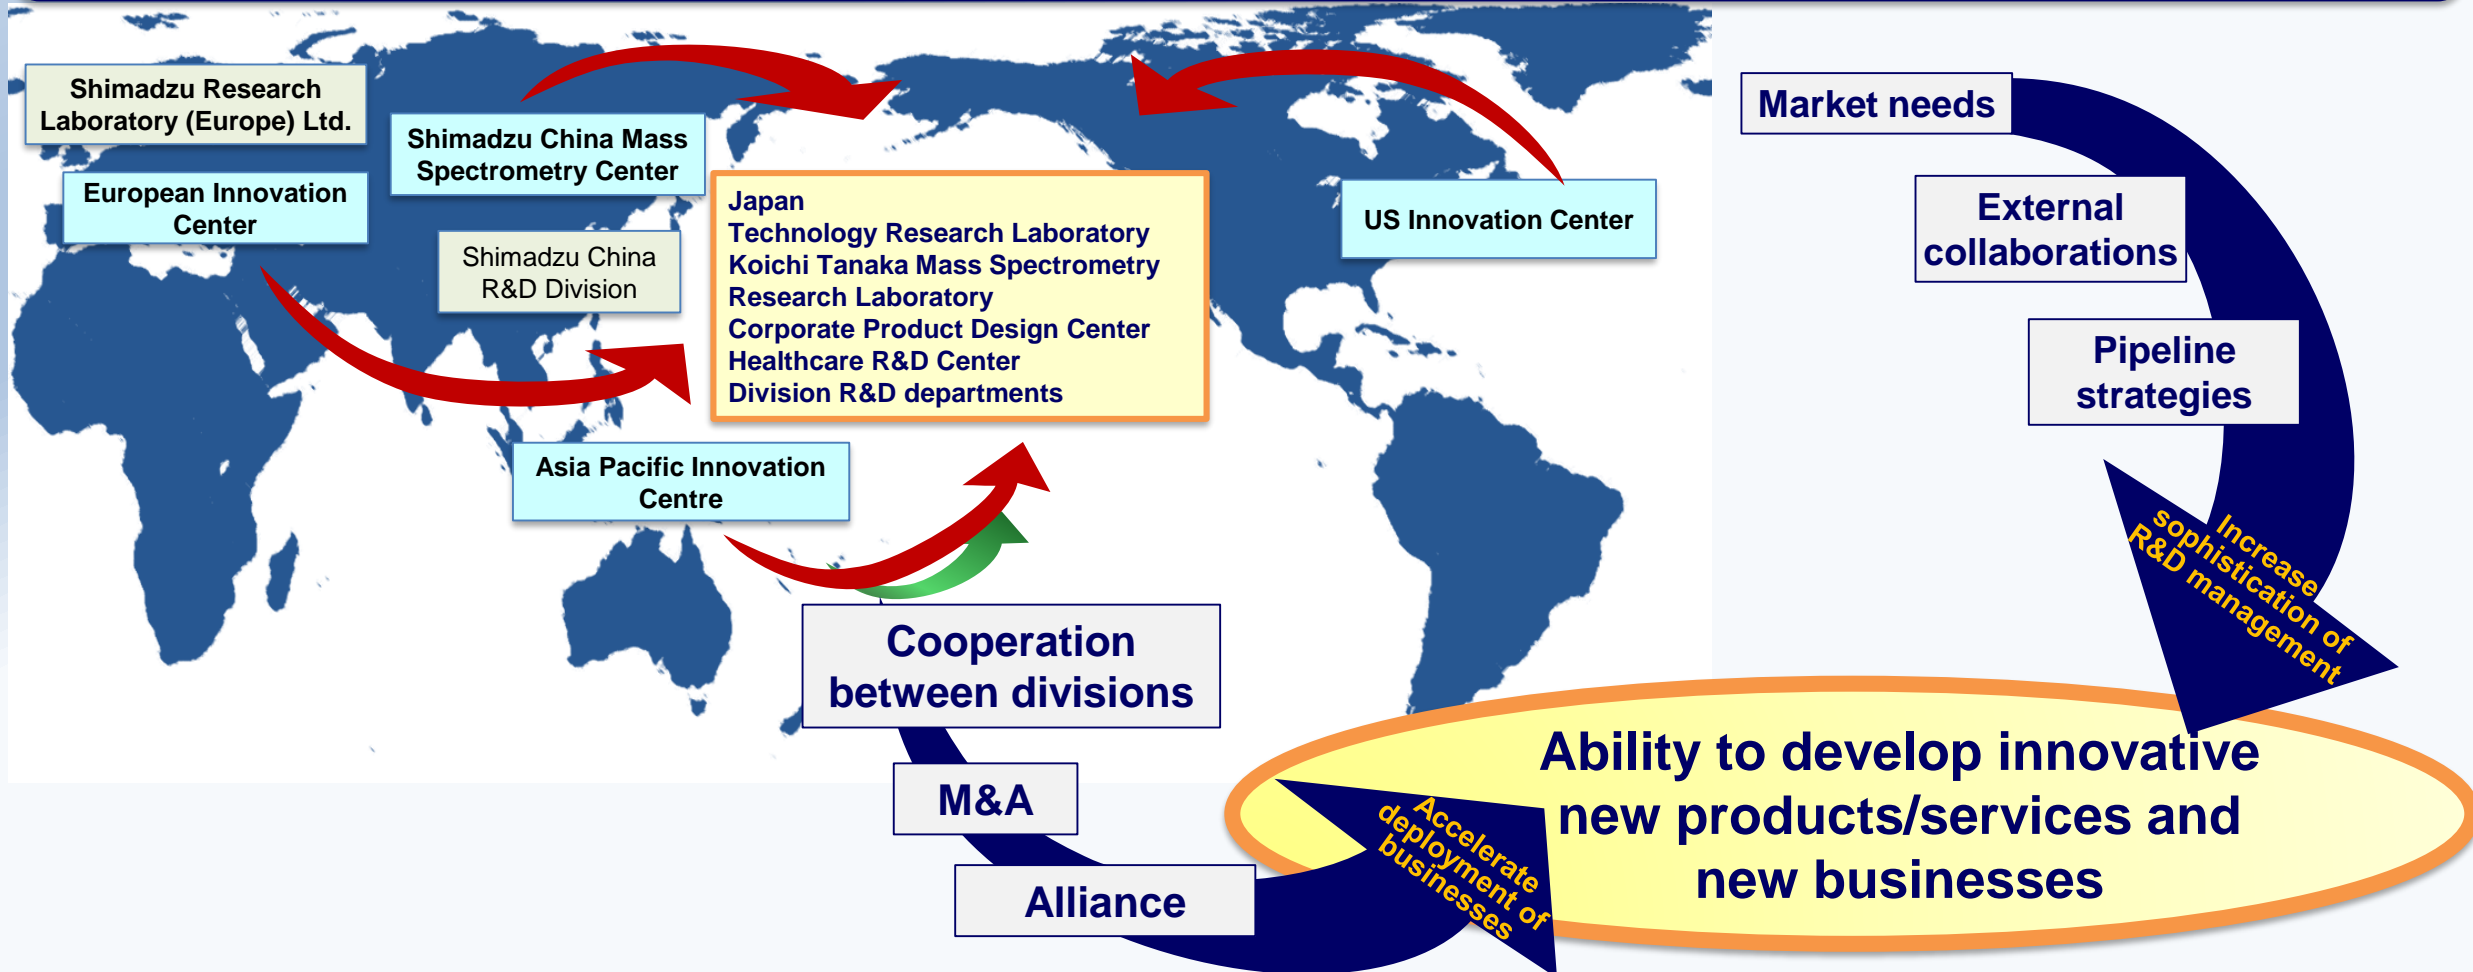 Shimadzu Research
Laboratory (Europe) Ltd.
European Innovation
Center
Shimadzu China Mass
Spectrometry Center
Shimadzu China
R&D Division
Japan
Technology Research Laboratory
Koichi Tanaka Mass Spectrometry
Research Laboratory
Corporate Product Design Center
Healthcare R&D Center
Division R&D departments
US Innovation Center
Asia Pacific Innovation
Centre
Market needs
External
collaborations
Pipeline
strategies
Increase
sophistication of
R&D management
Cooperation
between divisions
M&A
Alliance
Accelerate
deployment of
businesses
Ability to develop innovative
new products/services and
new businesses